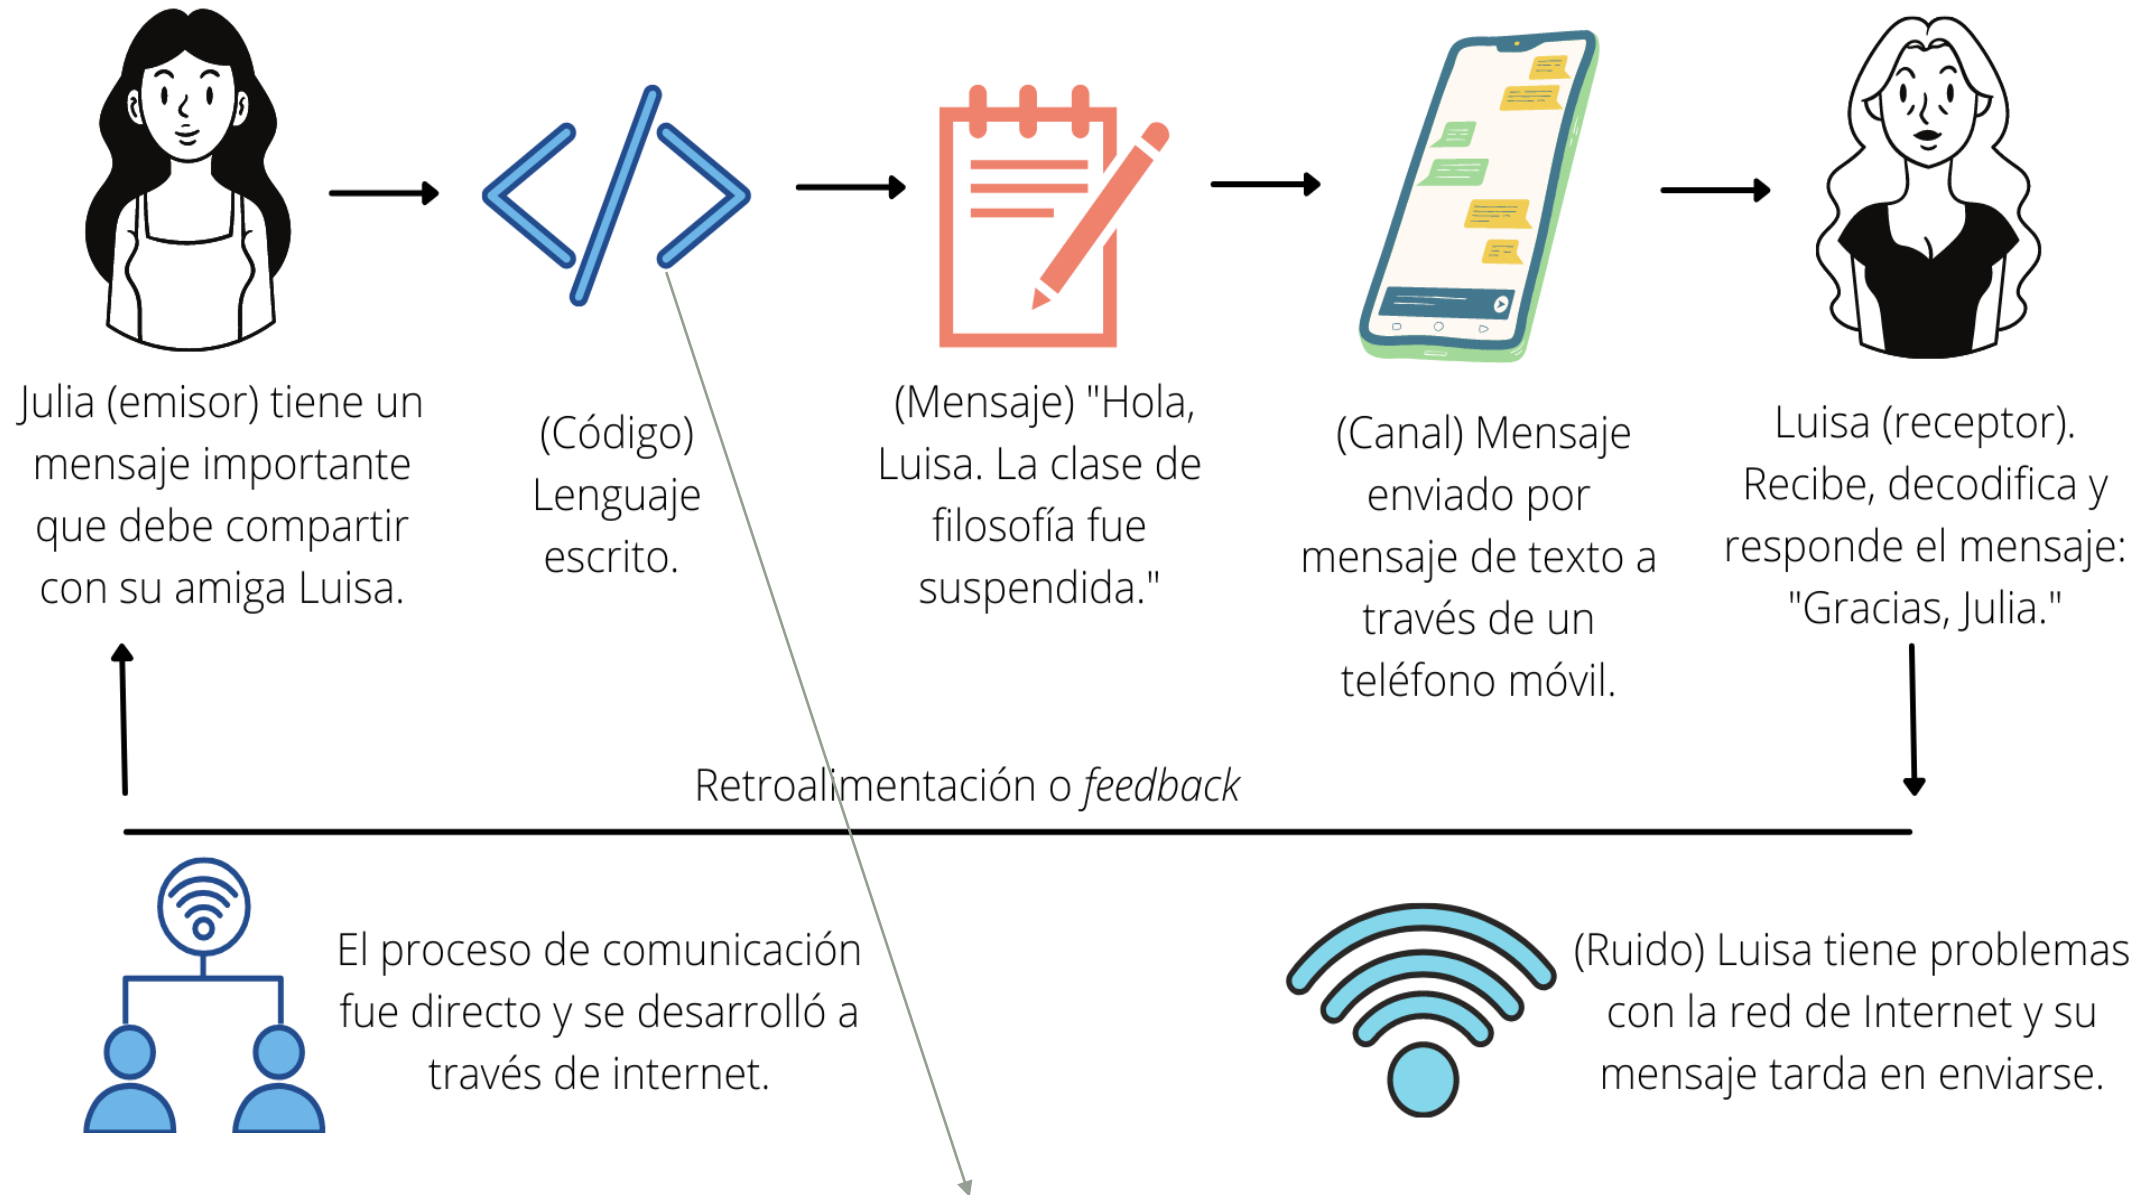 Julia (emisor) tiene un
mensaje importante
que debe compartir
con su amiga Luisa.
(Código)
Lenguaje
escrito.
(Mensaje) "Hola,
Luisa. La clase de
filosofía fue
suspendida."
(Canal) Mensaje
enviado por
mensaje de texto a
través de un
teléfono móvil.
Luisa (receptor).
Recibe, decodifica y
responde el mensaje:
"Gracias, Julia."
Retroalimentación o feedback
El proceso de comunicación
fue directo y se desarrolló a
través de internet.
(Ruido) Luisa tiene problemas
con la red de Internet y su
mensaje tarda en enviarse.